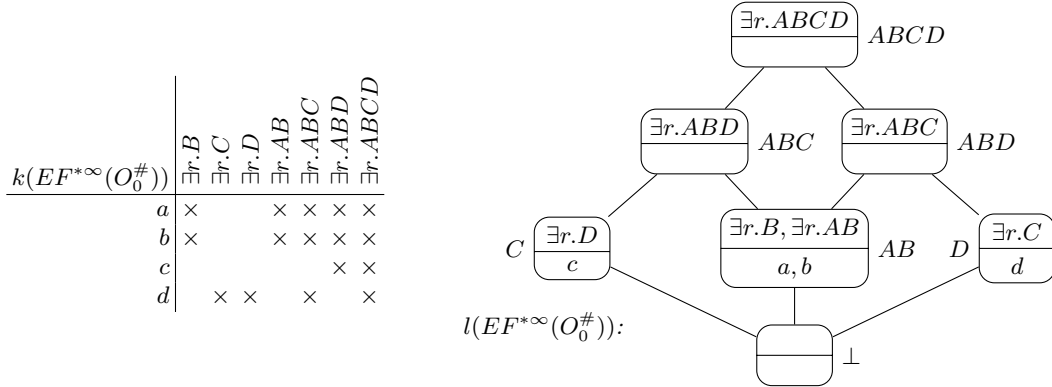 k(EF*∞(O₀#)) ∃r.B ∃r.C ∃r.D ∃r.AB ∃r.ABC ∃r.ABD ∃r.ABCD
a × × × × ×
b × × × × ×
c × ×
d × × × ×
∃r.ABCD ABCD
∃r.ABD ABC ∃r.ABC ABD
C ∃r.D ∃r.B, ∃r.AB AB D ∃r.C
c a, b d
l(EF*∞(O₀#)): ⊥